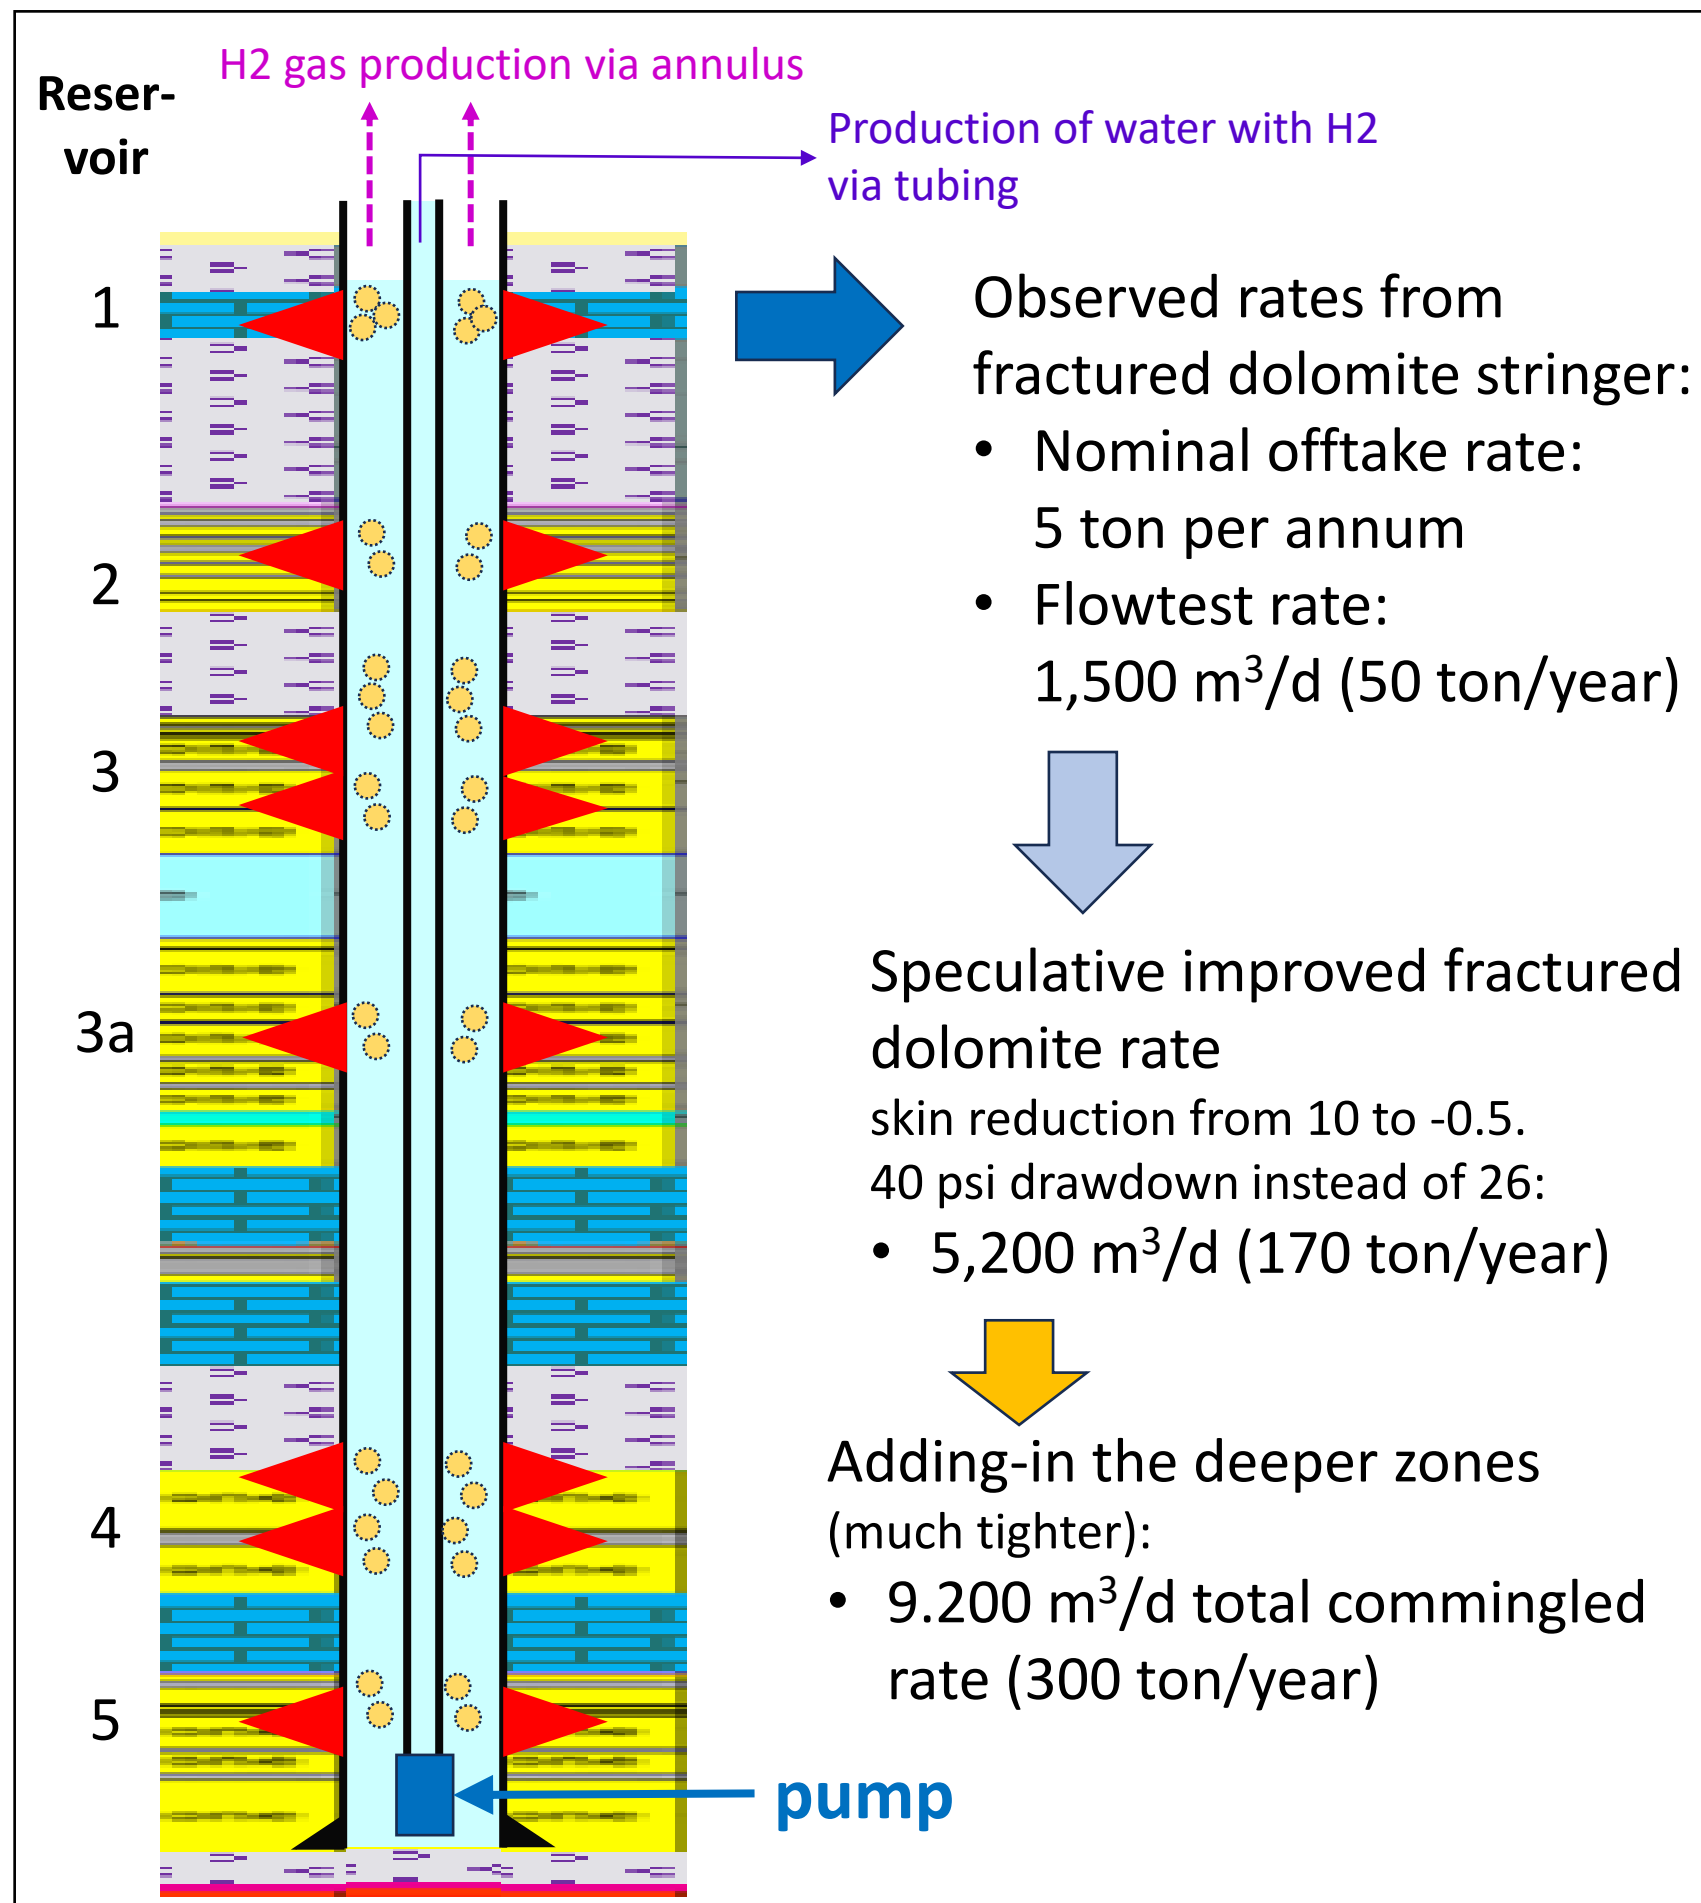 H2 gas production via annulus
Reser-
voir
Production of water with H2
via tubing
1
2
3
3a
4
5
Observed rates from
fractured dolomite stringer:
• Nominal offtake rate:
5 ton per annum
• Flowtest rate:
1,500 m³/d (50 ton/year)
Speculative improved fractured
dolomite rate
skin reduction from 10 to -0.5.
40 psi drawdown instead of 26:
• 5,200 m³/d (170 ton/year)
Adding-in the deeper zones
(much tighter):
• 9.200 m³/d total commingled
rate (300 ton/year)
pump